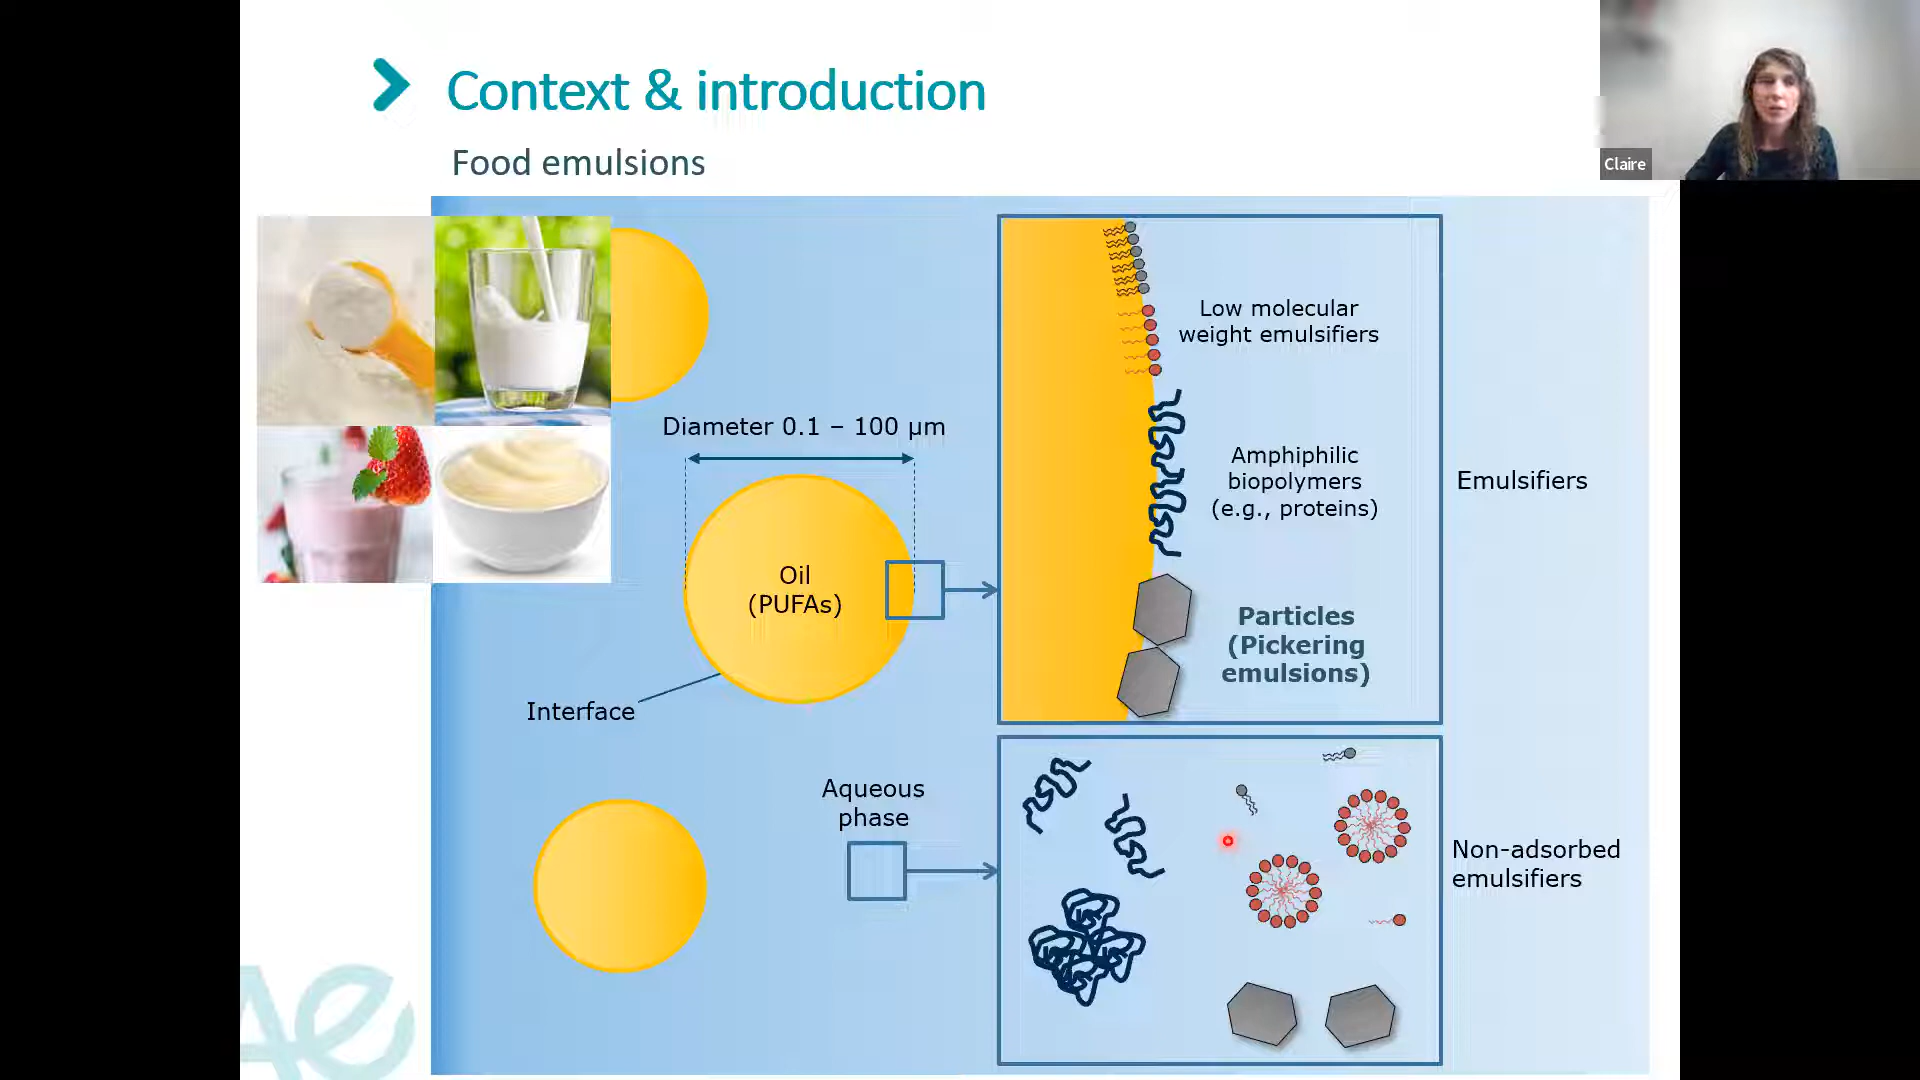 Context & introduction
Food emulsions
Claire
Low molecular
weight emulsifiers
Diameter 0.1 – 100 µm
Amphiphilic
biopolymers
(e.g., proteins)
Emulsifiers
Oil
(PUFAs)
Particles
(Pickering
emulsions)
Interface
Aqueous
phase
Non-adsorbed
emulsifiers